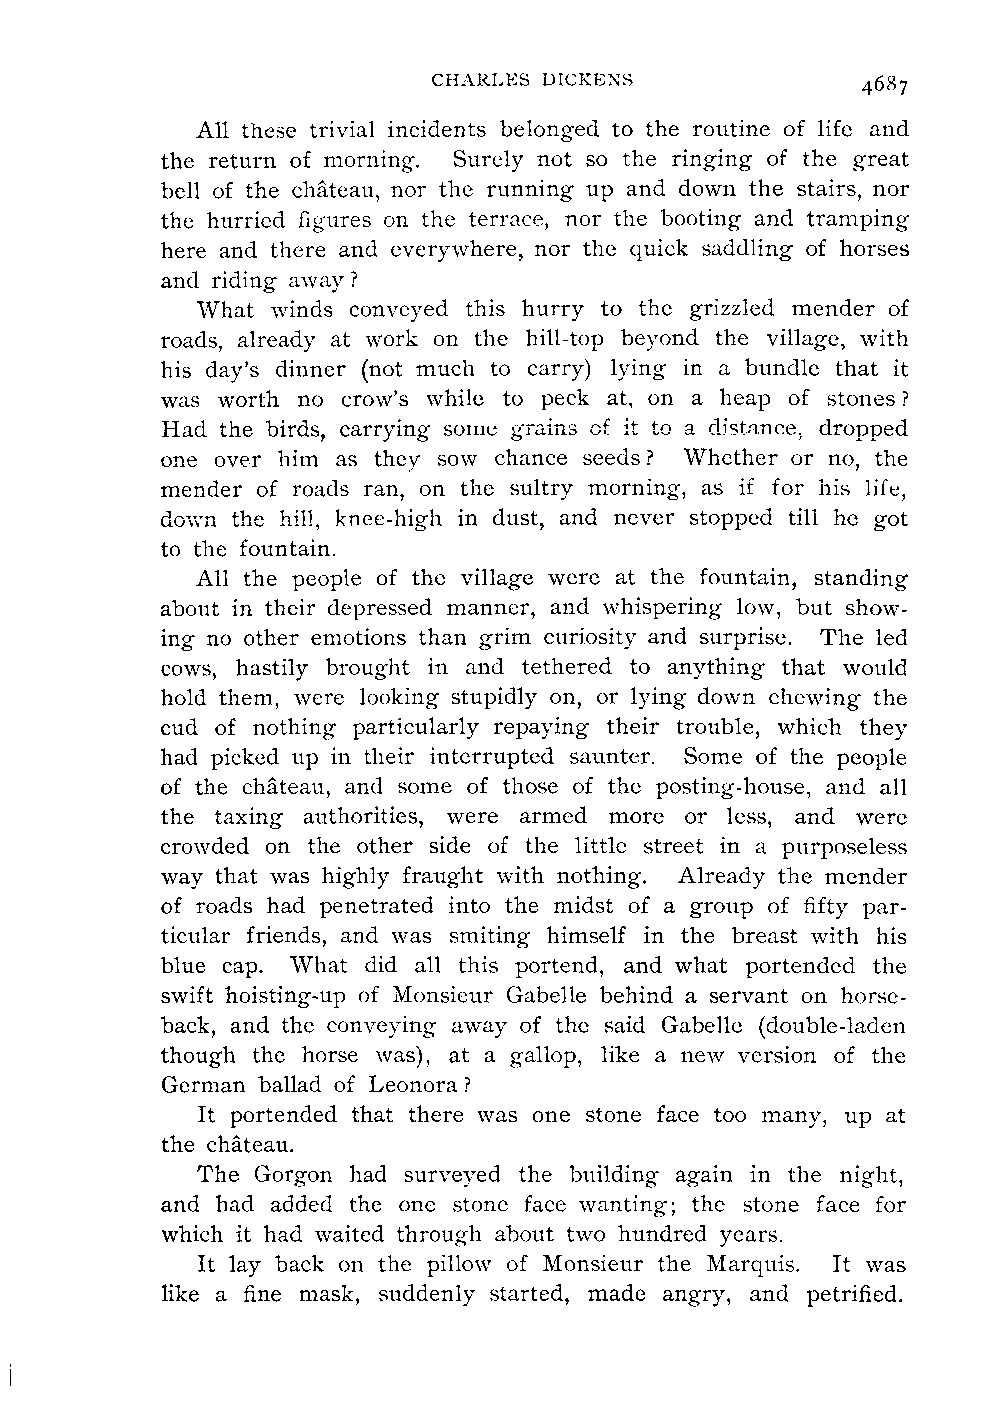 CHARLES DICKENS 4687
All these trivial incidents belonged to the routine of life and
the return of morning. Surely not so the ringing of the great
bell of the château, nor the running up and down the stairs, nor
the hurried figures on the terrace, nor the booting and tramping
here and there and everywhere, nor the quick saddling of horses
and riding away?
What winds conveyed this hurry to the grizzled mender of
roads, already at work on the hill-top beyond the village, with
his day's dinner (not much to carry) lying in a bundle that it
was worth no crow's while to peck at, on a heap of stones?
Had the birds, carrying some grains of it to a distance, dropped
one over him as they sow chance seeds? Whether or no, the
mender of roads ran, on the sultry morning, as if for his life,
down the hill, knee-high in dust, and never stopped till he got
to the fountain.
All the people of the village were at the fountain, standing
about in their depressed manner, and whispering low, but show-
ing no other emotions than grim curiosity and surprise. The led
cows, hastily brought in and tethered to anything that would
hold them, were looking stupidly on, or lying down chewing the
cud of nothing particularly repaying their trouble, which they
had picked up in their interrupted saunter. Some of the people
of the château, and some of those of the posting-house, and all
the taxing authorities, were armed more or less, and were
crowded on the other side of the little street in a purposeless
way that was highly fraught with nothing. Already the mender
of roads had penetrated into the midst of a group of fifty par-
ticular friends, and was smiting himself in the breast with his
blue cap. What did all this portend, and what portended the
swift hoisting-up of Monsieur Gabelle behind a servant on horse-
back, and the conveying away of the said Gabelle (double-laden
though the horse was), at a gallop, like a new version of the
German ballad of Leonora?
It portended that there was one stone face too many, up at
the château.
The Gorgon had surveyed the building again in the night,
and had added the one stone face wanting; the stone face for
which it had waited through about two hundred years.
It lay back on the pillow of Monsieur the Marquis. It was
like a fine mask, suddenly started, made angry, and petrified.